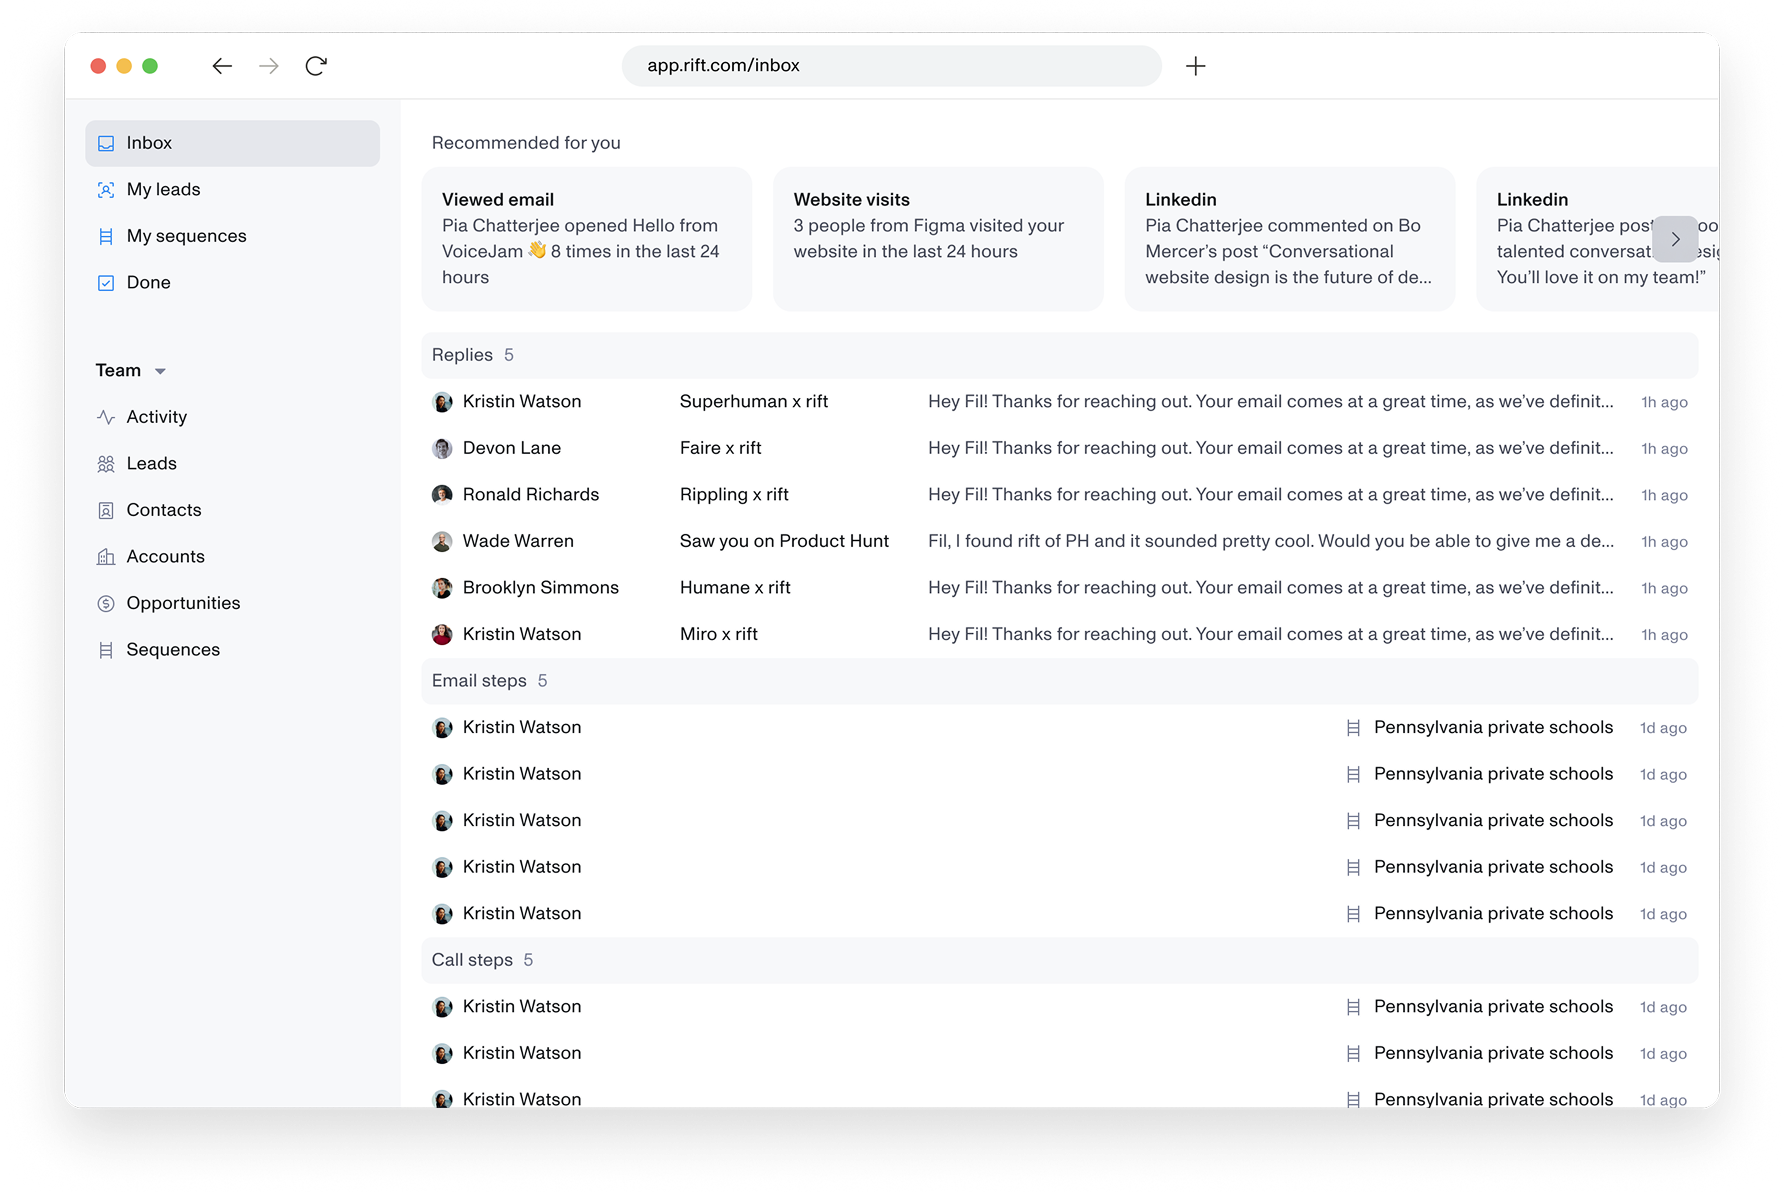 app.rift.com/inbox
Inbox
My leads
My sequences
Done
Team
Activity
Leads
Contacts
Accounts
Opportunities
Sequences
Recommended for you
Viewed email
Pia Chatterjee opened Hello from
VoiceJam 👋 8 times in the last 24
hours
Website visits
3 people from Figma visited your
website in the last 24 hours
Linkedin
Pia Chatterjee commented on Bo
Mercer’s post “Conversational
website design is the future of de...
Linkedin
Pia Chatterjee
talented
You’ll love it on my team!”
Replies 5
Kristin Watson Superhuman x rift Hey Fil! Thanks for reaching out. Your email comes at a great time, as we’ve definit... 1h ago
Devon Lane Faire x rift Hey Fil! Thanks for reaching out. Your email comes at a great time, as we’ve definit... 1h ago
Ronald Richards Rippling x rift Hey Fil! Thanks for reaching out. Your email comes at a great time, as we’ve definit... 1h ago
Wade Warren Saw you on Product Hunt Fil, I found rift of PH and it sounded pretty cool. Would you be able to give me a de... 1h ago
Brooklyn Simmons Humane x rift Hey Fil! Thanks for reaching out. Your email comes at a great time, as we’ve definit... 1h ago
Kristin Watson Miro x rift Hey Fil! Thanks for reaching out. Your email comes at a great time, as we’ve definit... 1h ago
Email steps 5
Kristin Watson Pennsylvania private schools 1d ago
Kristin Watson Pennsylvania private schools 1d ago
Kristin Watson Pennsylvania private schools 1d ago
Kristin Watson Pennsylvania private schools 1d ago
Kristin Watson Pennsylvania private schools 1d ago
Call steps 5
Kristin Watson Pennsylvania private schools 1d ago
Kristin Watson Pennsylvania private schools 1d ago
Kristin Watson Pennsylvania private schools 1d ago